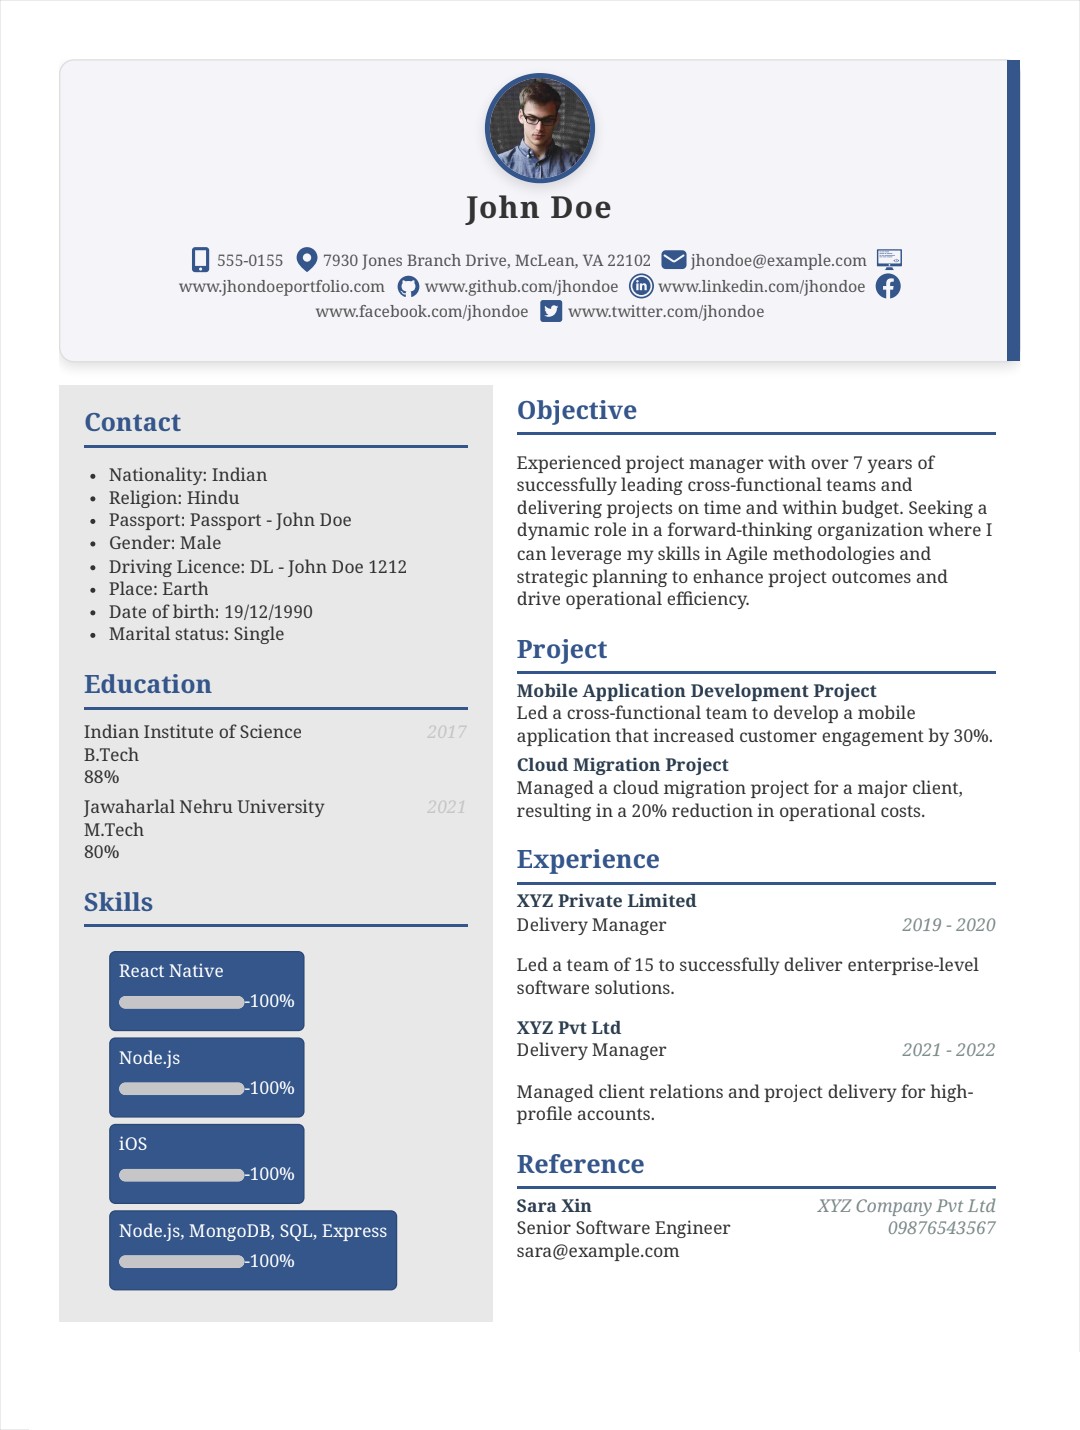 John Doe
555-0155 7930 Jones Branch Drive, McLean, VA 22102 jhondoe@example.com
www.jhondoeportfolio.com www.github.com/jhondoe www.linkedin.com/jhondoe
www.facebook.com/jhondoe www.twitter.com/jhondoe
Contact
• Nationality: Indian
• Religion: Hindu
• Passport: Passport - John Doe
• Gender: Male
• Driving Licence: DL - John Doe 1212
• Place: Earth
• Date of birth: 19/12/1990
• Marital status: Single
Education
Indian Institute of Science 2017
B.Tech
88%
Jawaharlal Nehru University 2021
M.Tech
80%
Skills
React Native
-100%
Node.js
-100%
iOS
-100%
Node.js, MongoDB, SQL, Express
-100%
Objective
Experienced project manager with over 7 years of
successfully leading cross-functional teams and
delivering projects on time and within budget. Seeking a
dynamic role in a forward-thinking organization where I
can leverage my skills in Agile methodologies and
strategic planning to enhance project outcomes and
drive operational efficiency.
Project
Mobile Application Development Project
Led a cross-functional team to develop a mobile
application that increased customer engagement by 30%.
Cloud Migration Project
Managed a cloud migration project for a major client,
resulting in a 20% reduction in operational costs.
Experience
XYZ Private Limited
Delivery Manager 2019 - 2020
Led a team of 15 to successfully deliver enterprise-level
software solutions.
XYZ Pvt Ltd
Delivery Manager 2021 - 2022
Managed client relations and project delivery for high-
profile accounts.
Reference
Sara Xin XYZ Company Pvt Ltd
Senior Software Engineer 09876543567
sara@example.com